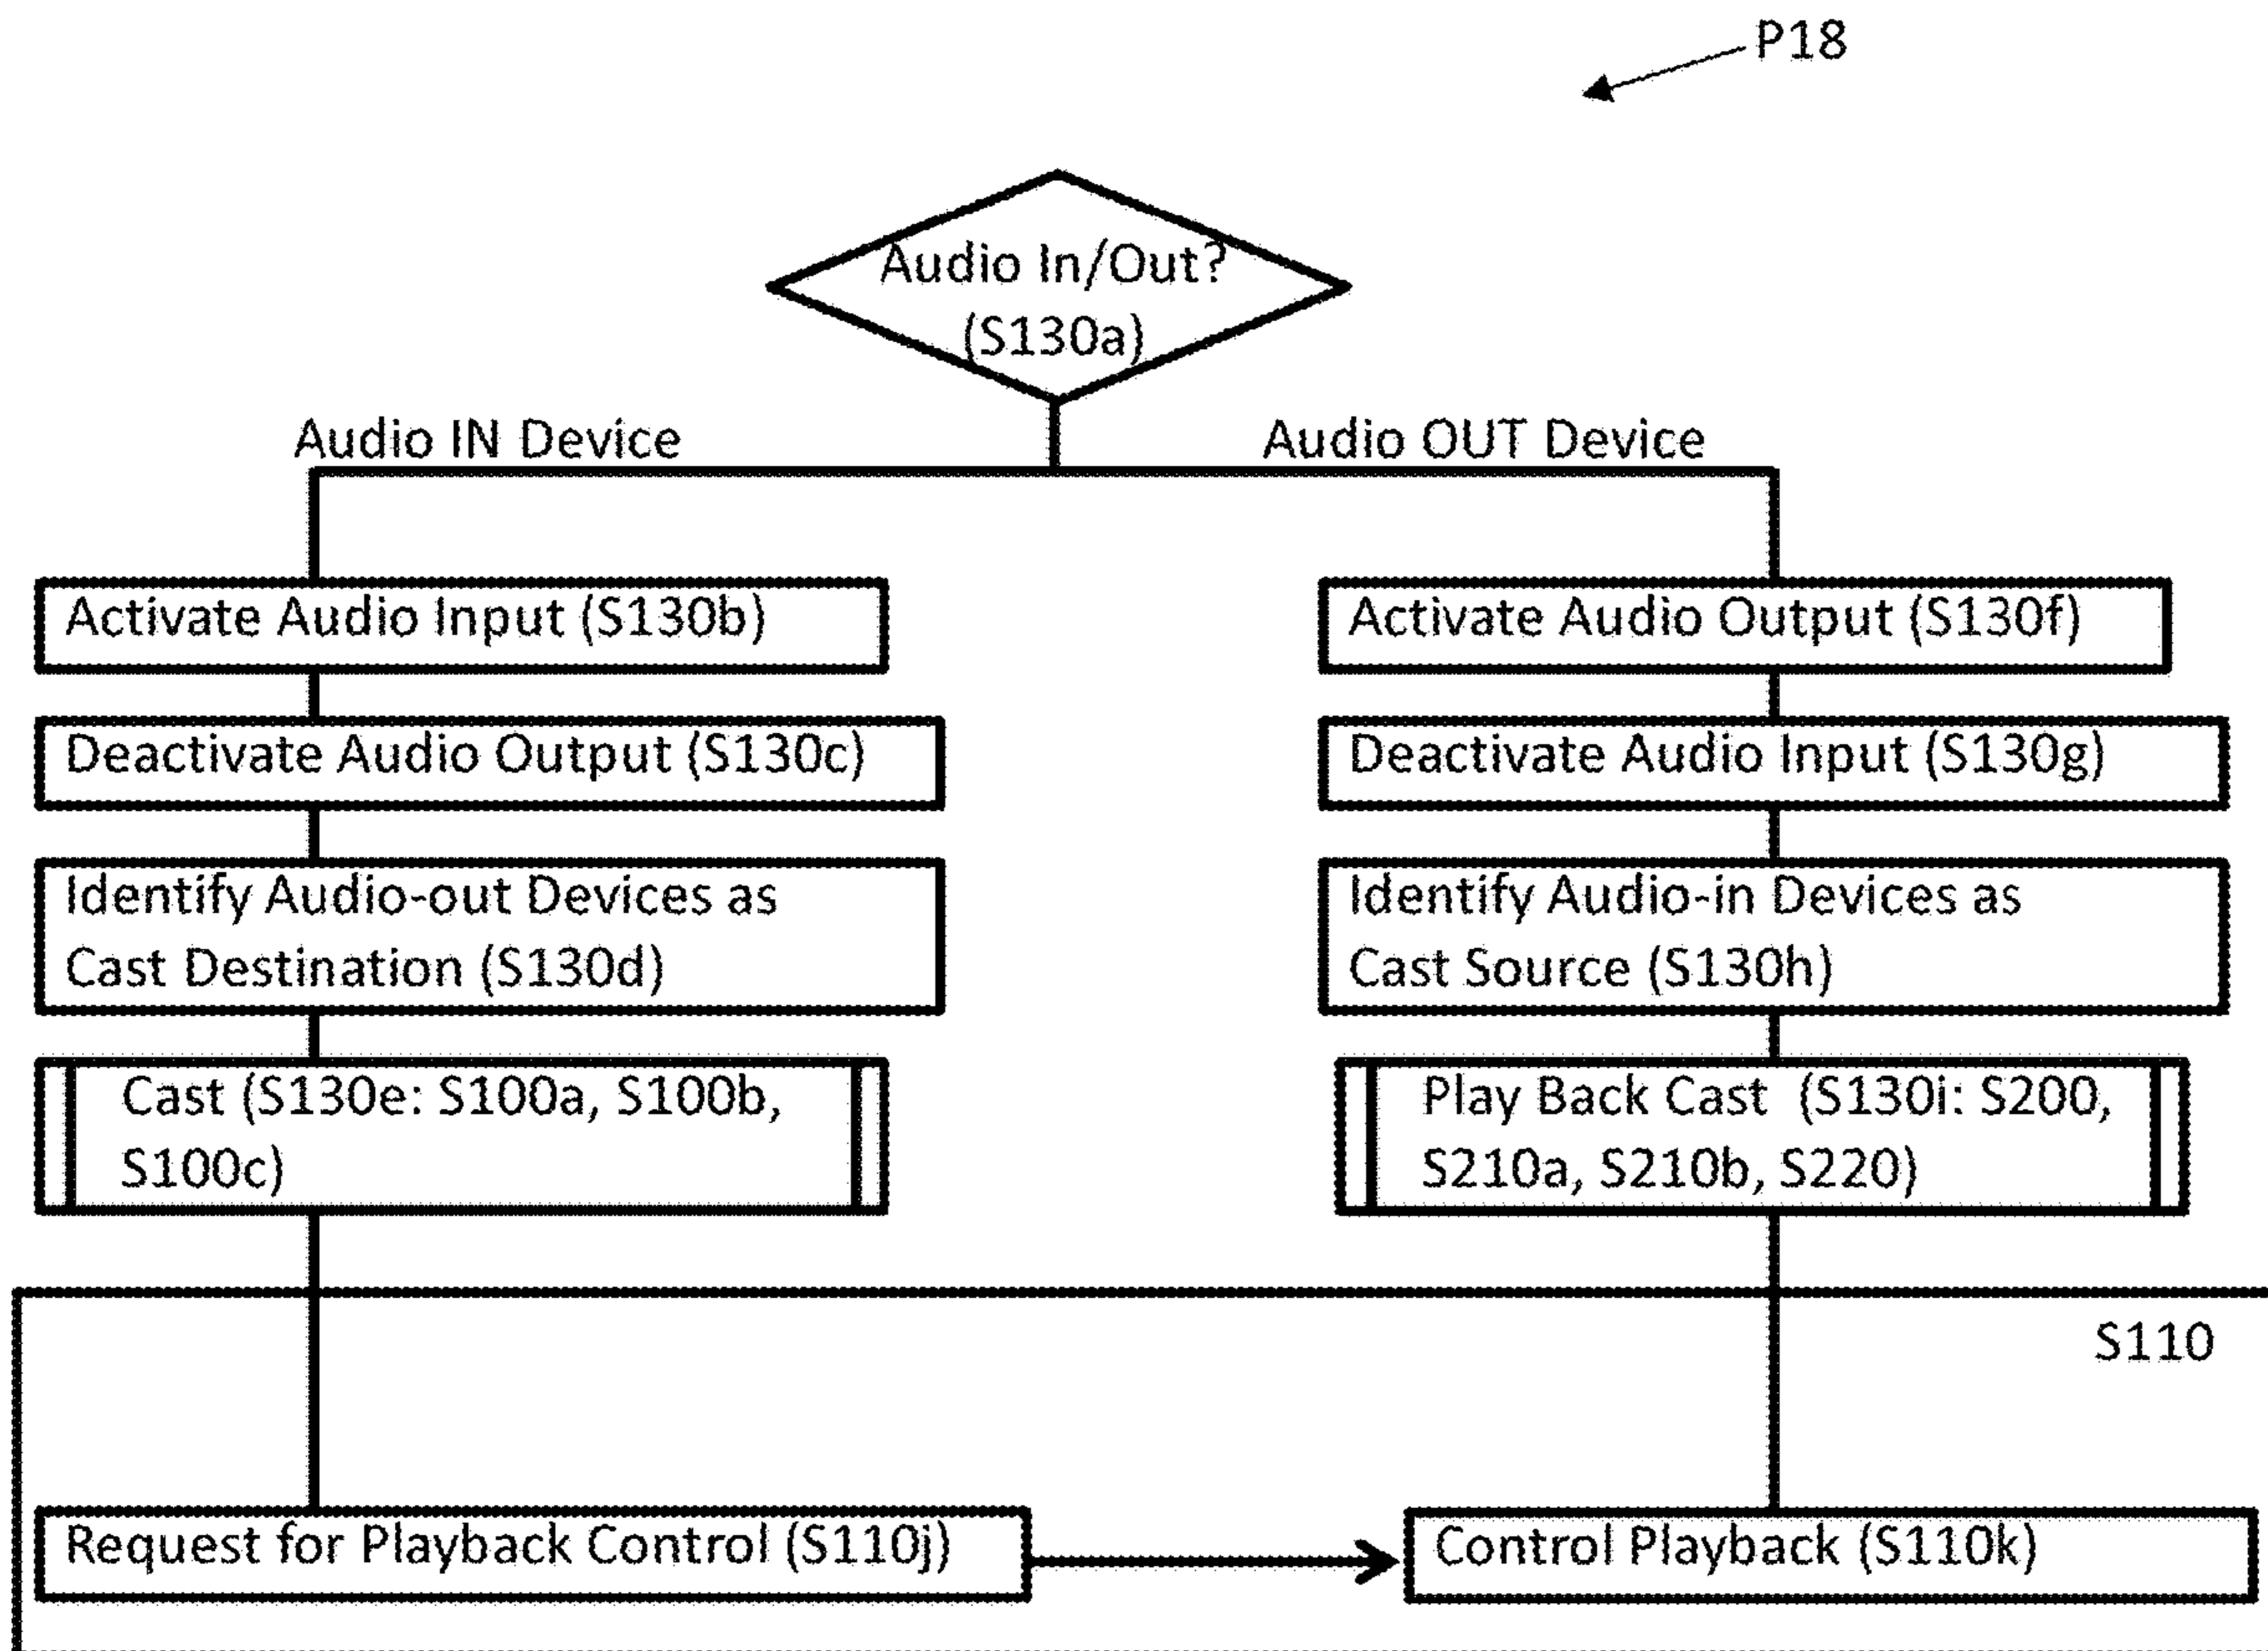 P18
Audio In/Out?
(S130a)
Audio IN Device
Audio OUT Device
Activate Audio Input (S130b)
Activate Audio Output (S130f)
Deactivate Audio Output (S130c)
Deactivate Audio Input (S130g)
Identify Audio-out Devices as
Cast Destination (S130d)
Identify Audio-in Devices as
Cast Source (S130h)
Cast (S130e: S100a, S100b,
S100c)
Play Back Cast (S130i: S200,
S210a, S210b, S220)
S110
Request for Playback Control (S110j)
Control Playback (S110k)